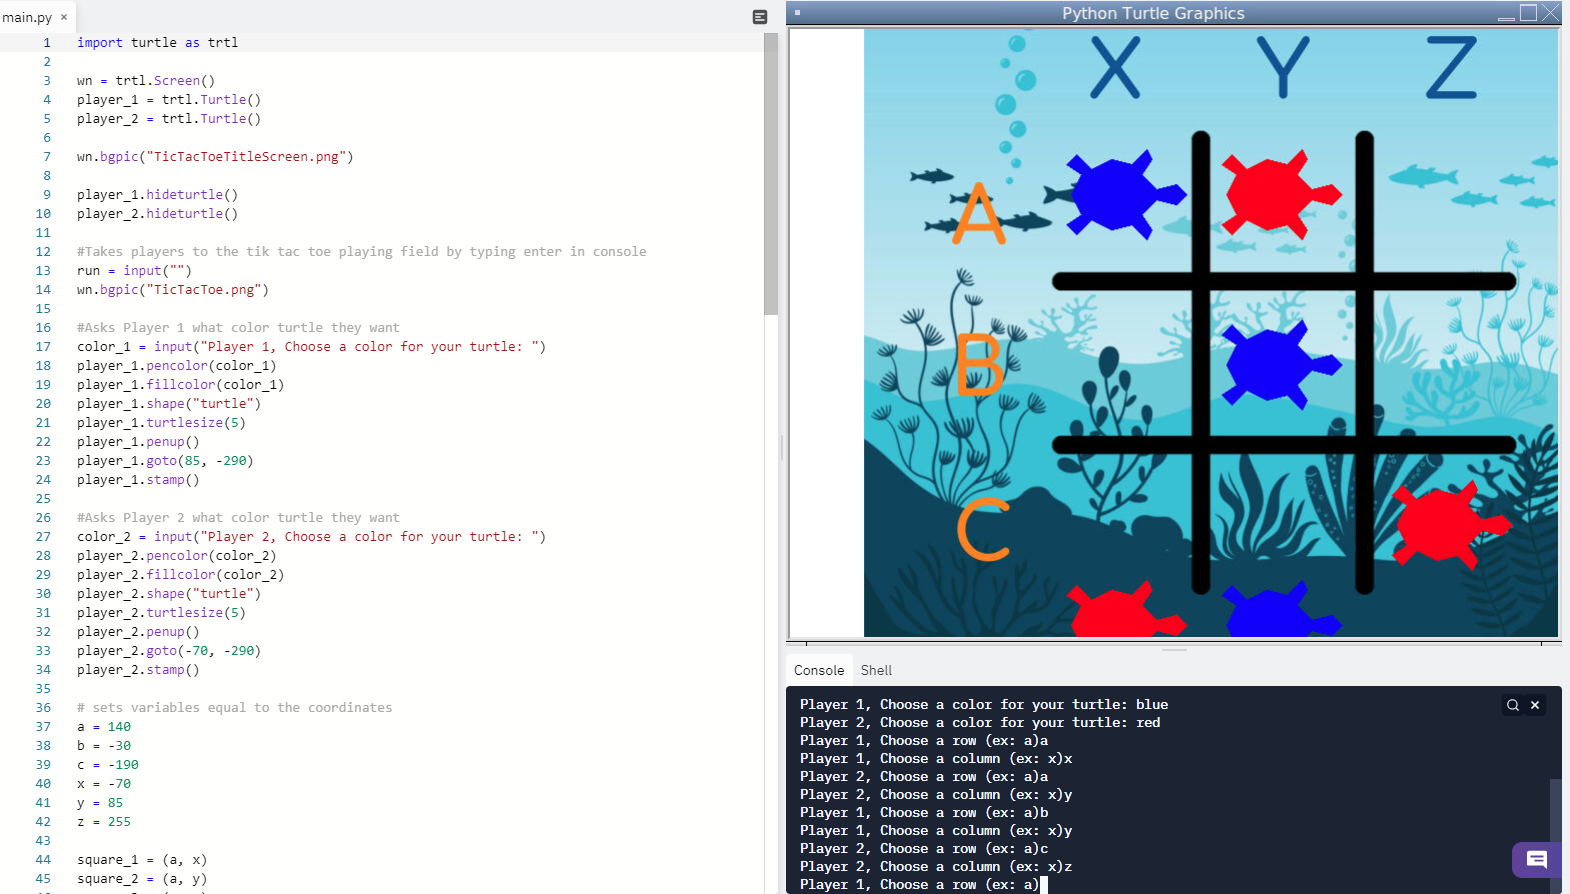 main.py ×
1 import turtle as trtl
2
3 wn = trtl.Screen()
4 player_1 = trtl.Turtle()
5 player_2 = trtl.Turtle()
6
7 wn.bgpic("TicTacToeTitleScreen.png")
8
9 player_1.hideturtle()
10 player_2.hideturtle()
11
12 #Takes players to the tik tac toe playing field by typing enter in console
13 run = input("")
14 wn.bgpic("TicTacToe.png")
15
16 #Asks Player 1 what color turtle they want
17 color_1 = input("Player 1, Choose a color for your turtle: ")
18 player_1.pencolor(color_1)
19 player_1.fillcolor(color_1)
20 player_1.shape("turtle")
21 player_1.turtlesize(5)
22 player_1.penup()
23 player_1.goto(85, -290)
24 player_1.stamp()
25
26 #Asks Player 2 what color turtle they want
27 color_2 = input("Player 2, Choose a color for your turtle: ")
28 player_2.pencolor(color_2)
29 player_2.fillcolor(color_2)
30 player_2.shape("turtle")
31 player_2.turtlesize(5)
32 player_2.penup()
33 player_2.goto(-70, -290)
34 player_2.stamp()
35
36 # sets variables equal to the coordinates
37 a = 140
38 b = -30
39 c = -190
40 x = -70
41 y = 85
42 z = 255
43
44 square_1 = (a, x)
45 square_2 = (a, y)
Python Turtle Graphics
X Y Z
A
B
C
Console Shell
Player 1, Choose a color for your turtle: blue
Player 2, Choose a color for your turtle: red
Player 1, Choose a row (ex: a)a
Player 1, Choose a column (ex: x)x
Player 2, Choose a row (ex: a)a
Player 2, Choose a column (ex: x)y
Player 1, Choose a row (ex: a)b
Player 1, Choose a column (ex: x)y
Player 2, Choose a row (ex: a)c
Player 2, Choose a column (ex: x)z
Player 1, Choose a row (ex: a)